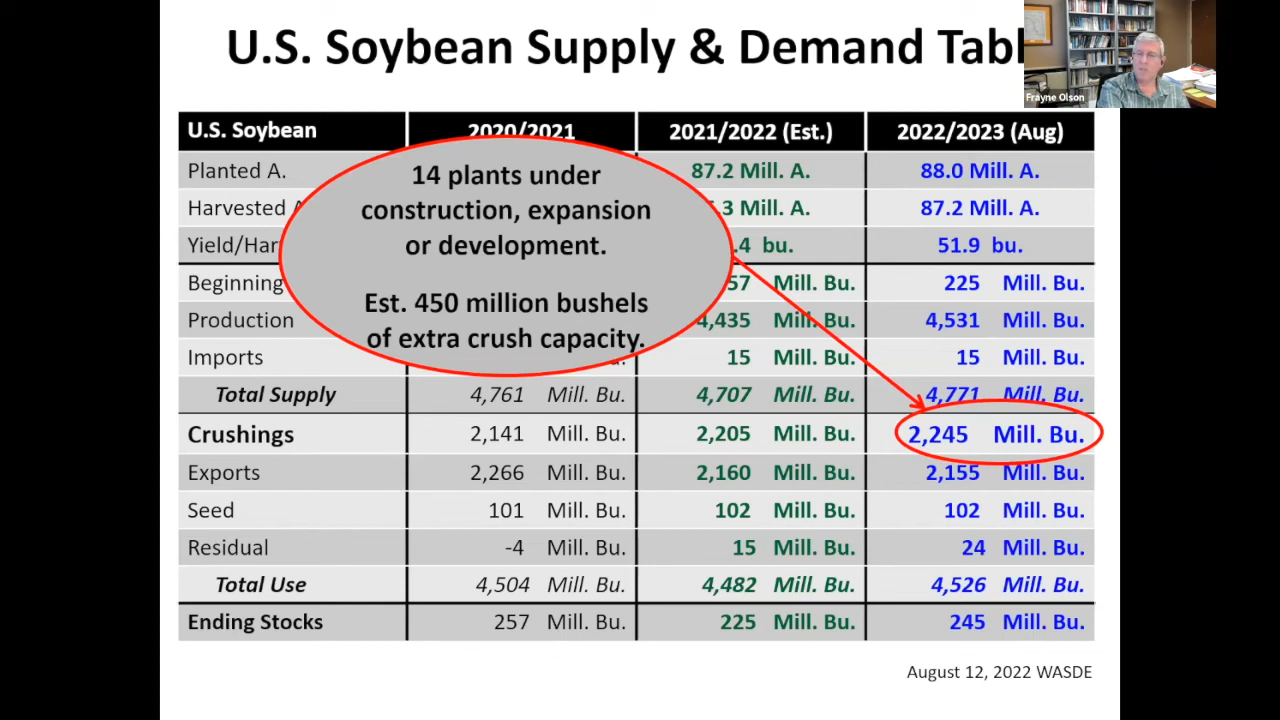 U.S. Soybean Supply & Demand
Frayne Olson
U.S. Soybean 2020/2021 2021/2022 (Est.) 2022/2023 (Aug)
Planted A. 87.2 Mill. A. 88.0 Mill. A.
Harvested Mill. A. 87.2 Mill. A.
bu. 51.9 bu.
Beginning Mill. Bu. 225 Mill. Bu.
Production 4,435 Mill. Bu. 4,531 Mill. Bu.
Imports 15 Mill. Bu. 15 Mill. Bu.
Total Supply 4,761 Mill. Bu. 4,707 Mill. Bu. 4,771 Mill. Bu.
Crushings 2,141 Mill. Bu. 2,205 Mill. Bu. 2,245 Mill. Bu.
Exports 2,266 Mill. Bu. 2,160 Mill. Bu. 2,155 Mill. Bu.
Seed 101 Mill. Bu. 102 Mill. Bu. 102 Mill. Bu.
Residual -4 Mill. Bu. 15 Mill. Bu. 24 Mill. Bu.
Total Use 4,504 Mill. Bu. 4,482 Mill. Bu. 4,526 Mill. Bu.
Ending Stocks 257 Mill. Bu. 225 Mill. Bu. 245 Mill. Bu.
14 plants under
construction, expansion
or development.
Est. 450 million bushels
of extra crush capacity.
August 12, 2022 WASDE